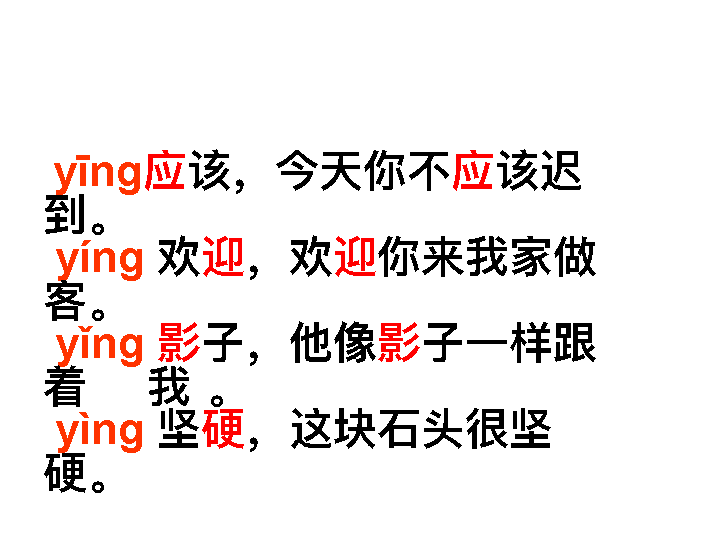 yīng应该，今天你不应该迟
到。
yíng 欢迎，欢迎你来我家做
客。
yǐng 影子，他像影子一样跟
着 我 。
yìng 坚硬，这块石头很坚
硬。